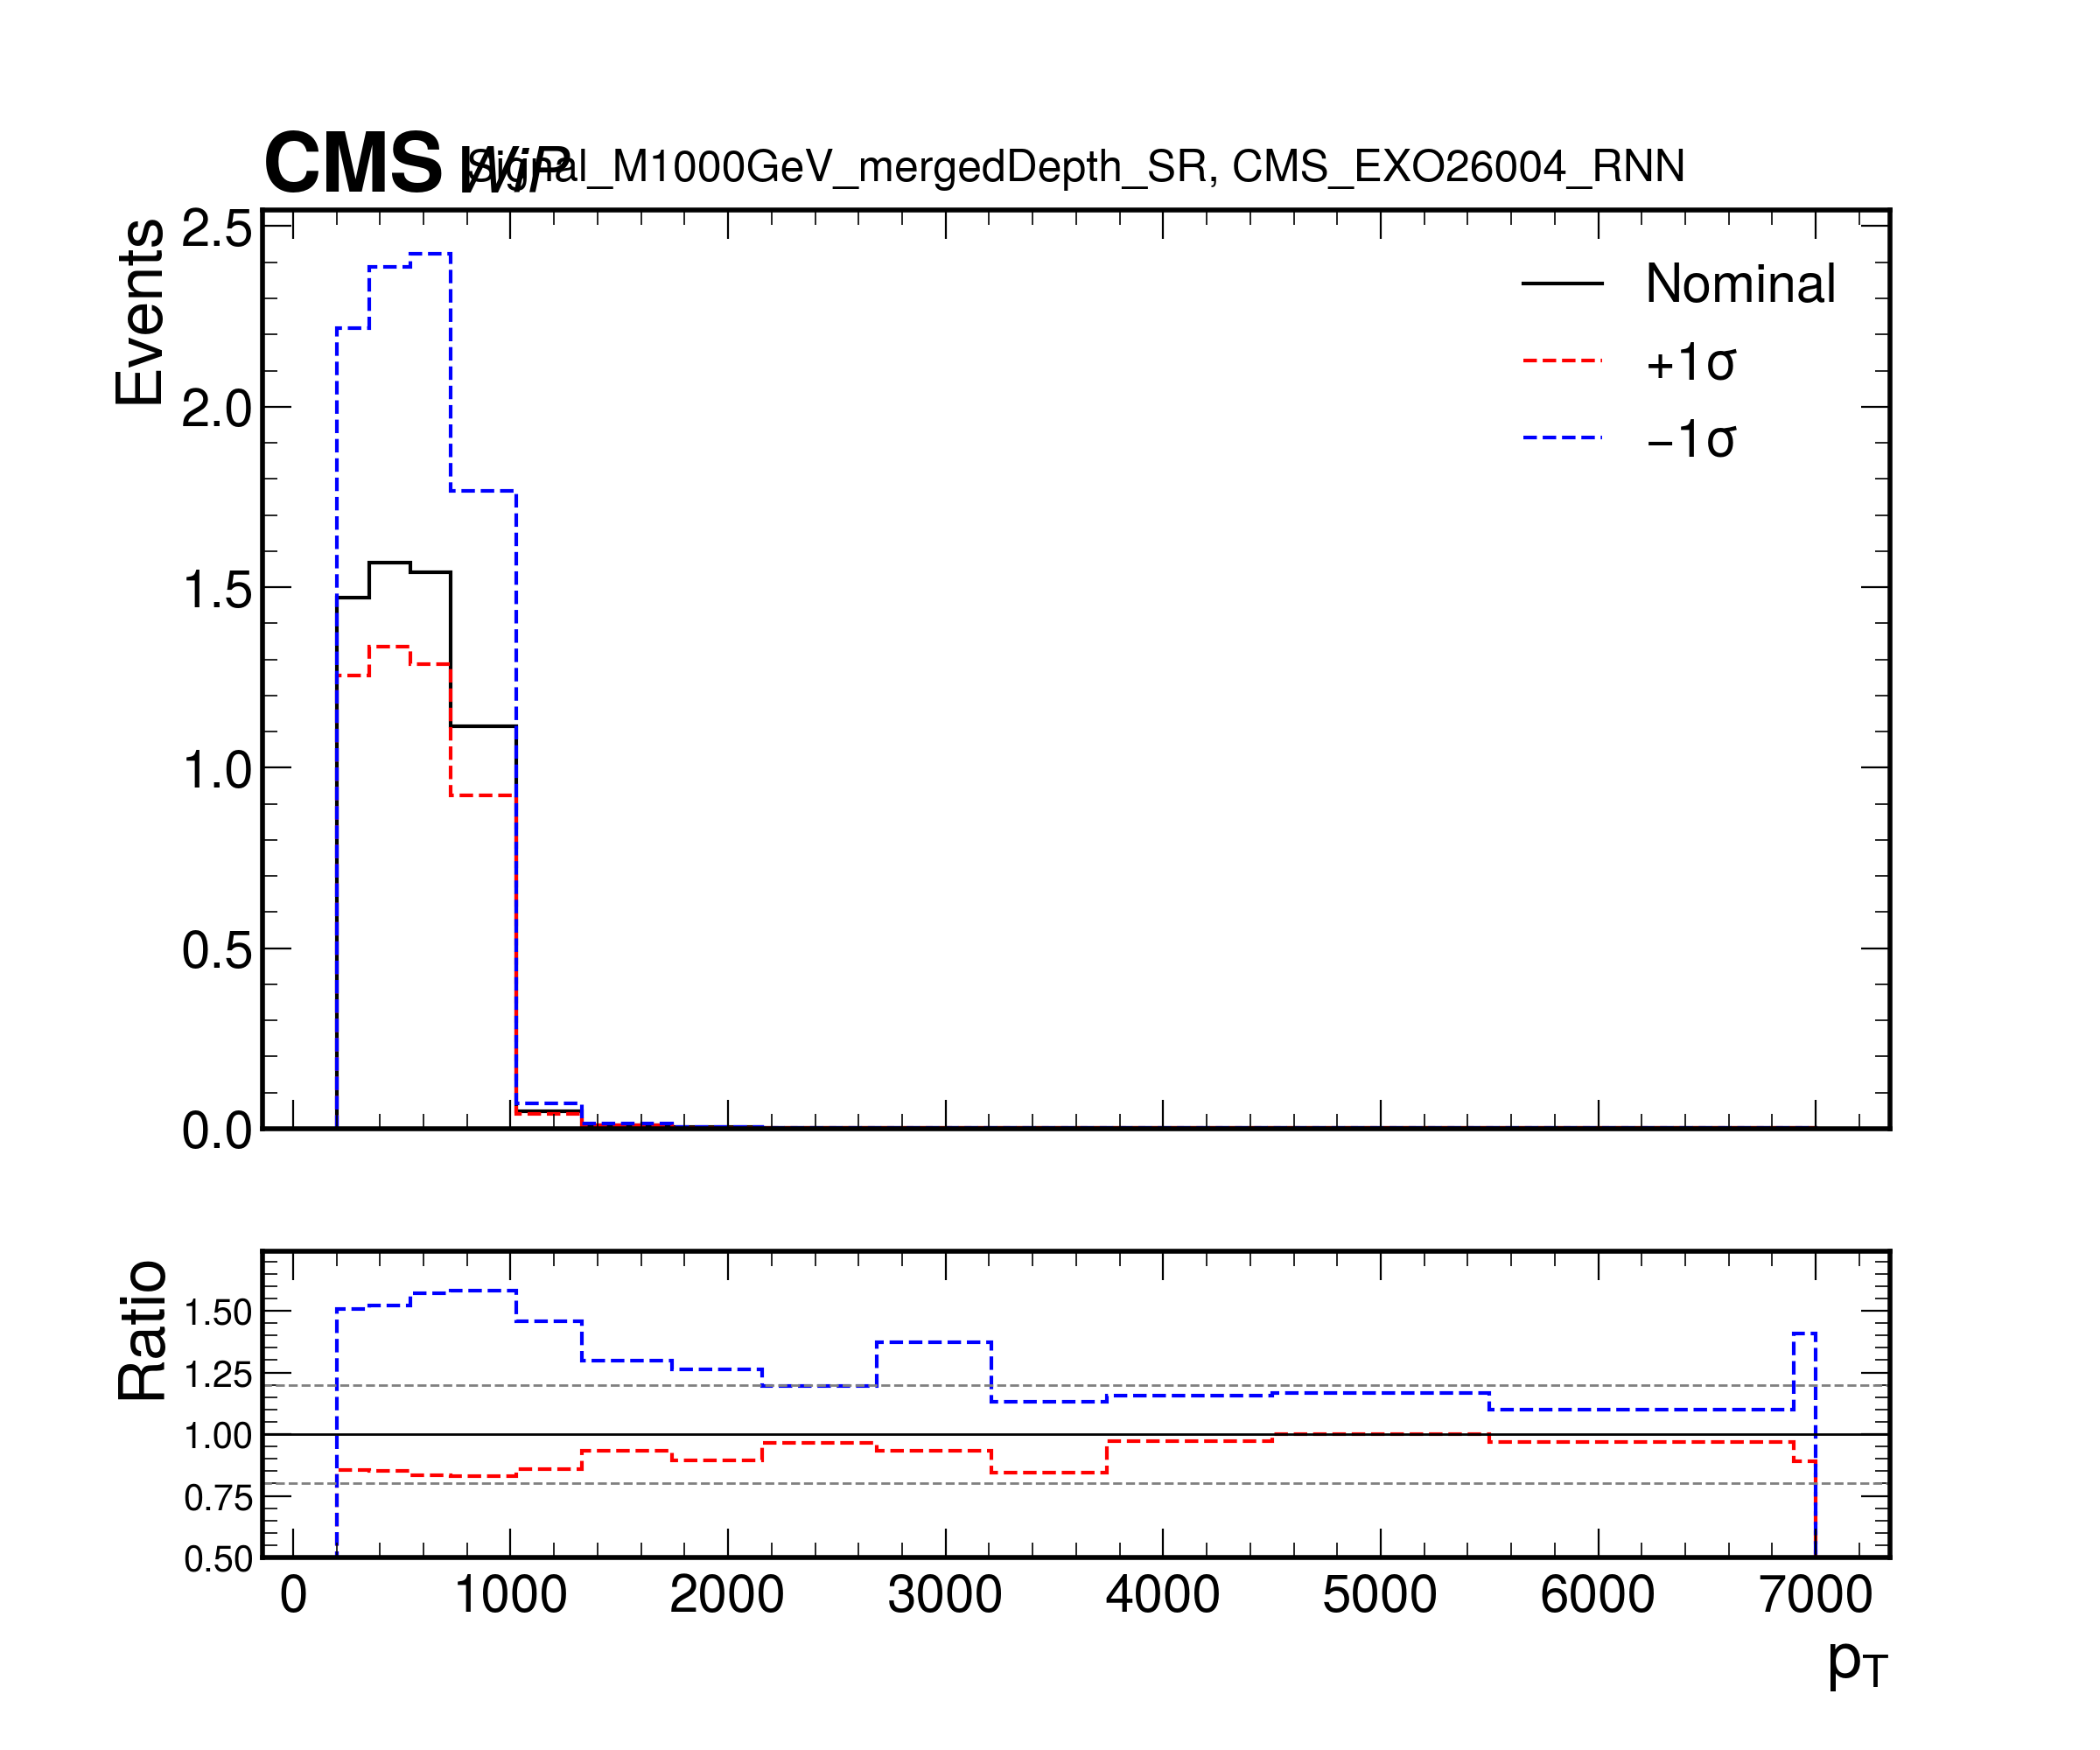 CMS WiP Signal_M1000GeV_mergedDepth_SR, CMS_EXO26004_RNN
Events
2.5
2.0
1.5
1.0
0.5
0.0
Nominal
+1σ
−1σ
Ratio
1.50
1.25
1.00
0.75
0.50
0 1000 2000 3000 4000 5000 6000 7000
pT